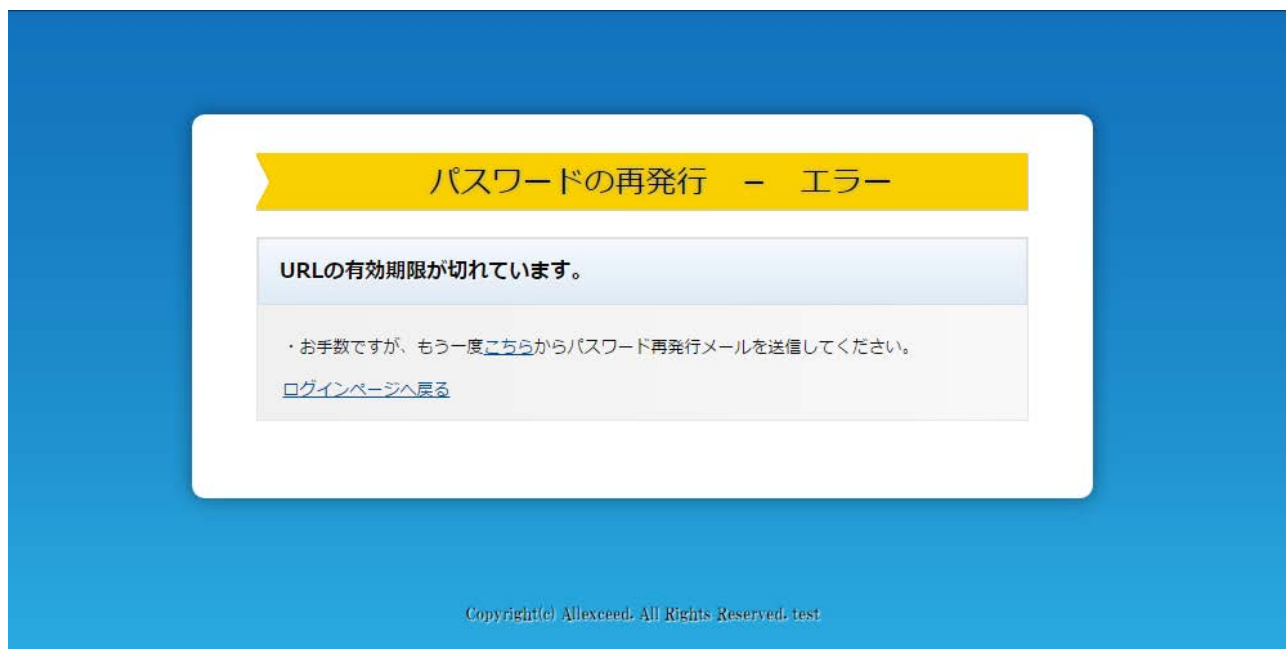 パスワードの再発行　－　エラー
URLの有効期限が切れています。
・お手数ですが、もう一度こちらからパスワード再発行メールを送信してください。
ログインページへ戻る
Copyright(c) Allexceed. All Rights Reserved. test